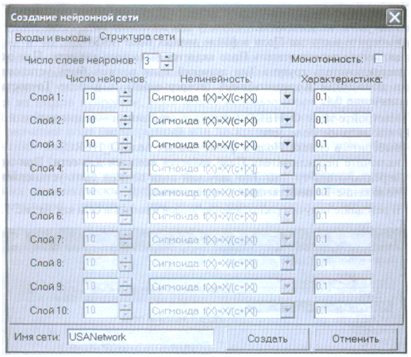 Создание нейронной сети
Входы и выходы Структура сети
Число слоев нейронов: 3 Монотонность:
Число нейронов: Нелинейность: Характеристика:
Слой 1: 10 Сигмоида f(X)=X/(c+|X|) 0.1
Слой 2: 10 Сигмоида f(X)=X/(c+|X|) 0.1
Слой 3: 10 Сигмоида f(X)=X/(c+|X|) 0.1
Слой 4: 10 Сигмоида f(X)=X/(c+|X|) 0.1
Слой 5: 10 Сигмоида f(X)=X/(c+|X|) 0.1
Слой 6: 10 Сигмоида f(X)=X/(c+|X|) 0.1
Слой 7: 10 Сигмоида f(X)=X/(c+|X|) 0.1
Слой 8: 10 Сигмоида f(X)=X/(c+|X|) 0.1
Слой 9: 10 Сигмоида f(X)=X/(c+|X|) 0.1
Слой 10: 10 Сигмоида f(X)=X/(c+|X|) 0.1
Имя сети: USANetwork Создать Отменить